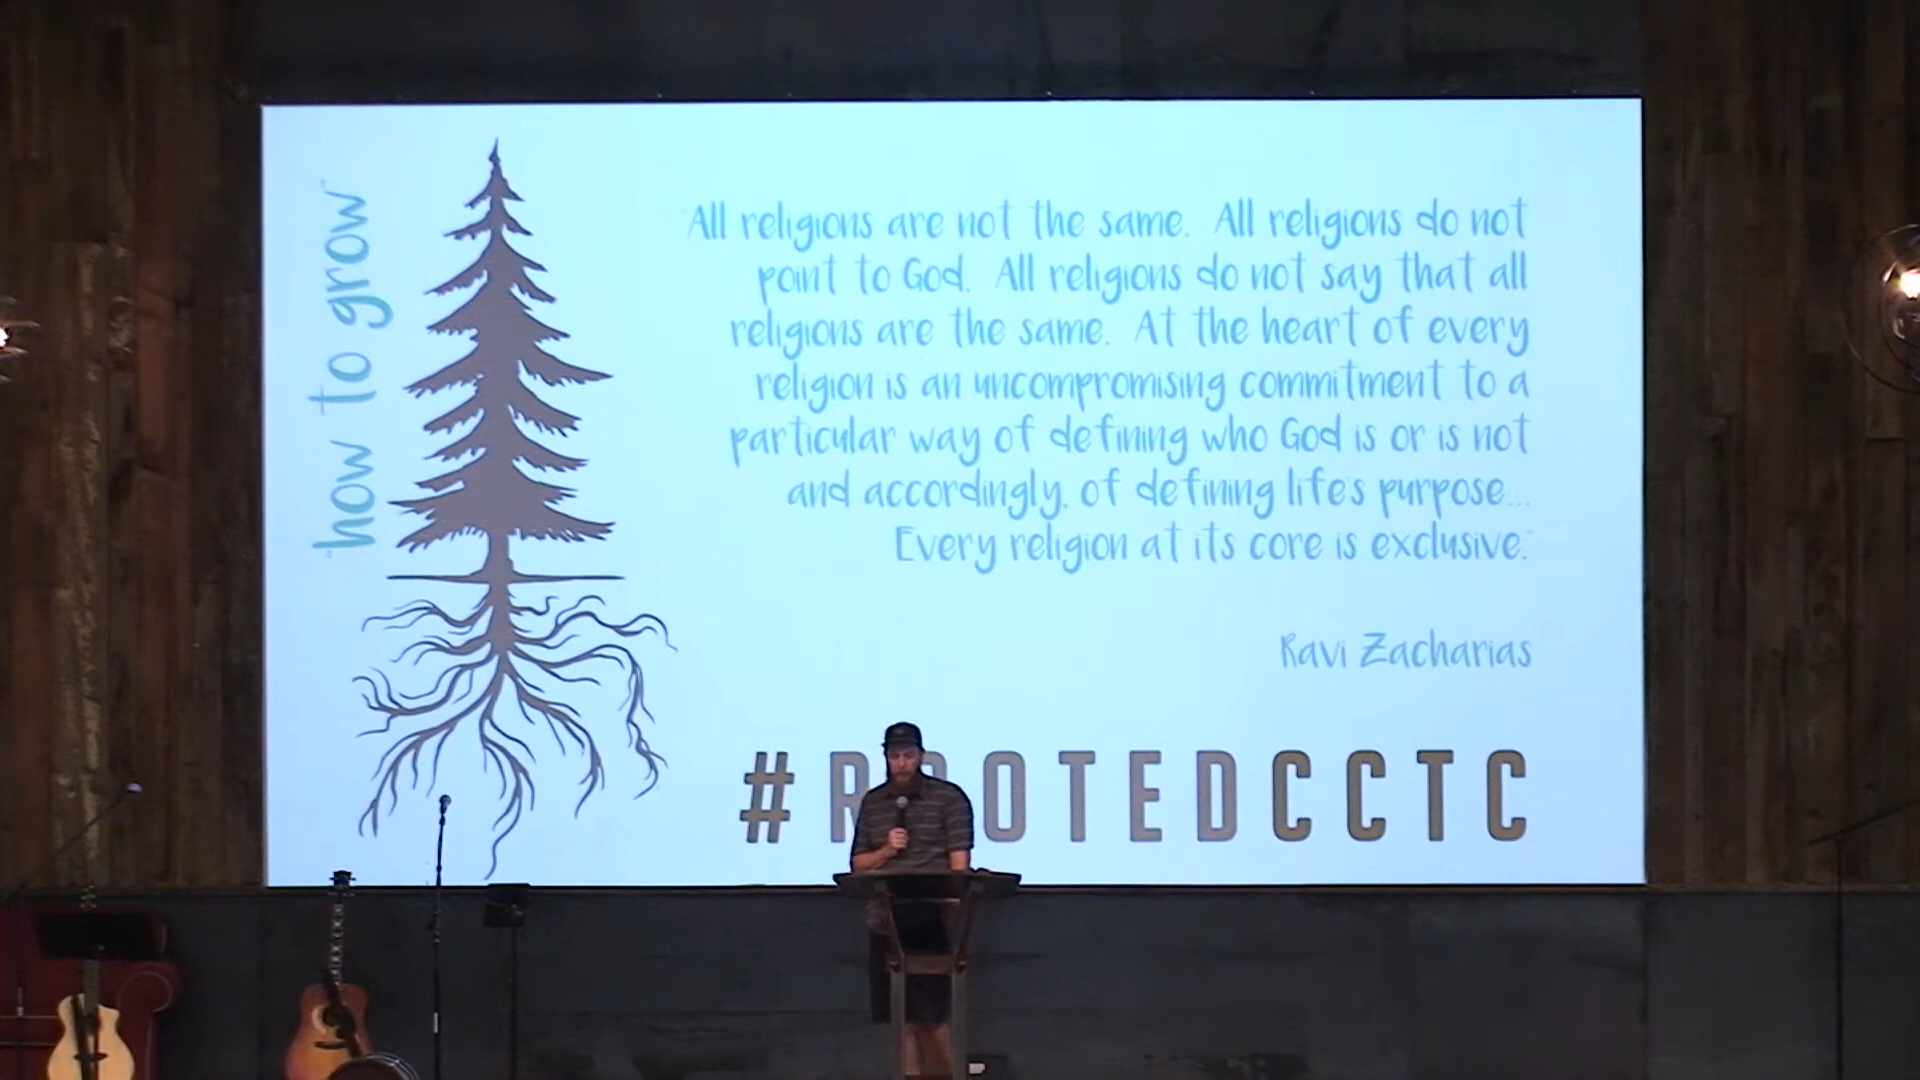 "how to grow"
"All religions are not the same. All religions do not
point to God. All religions do not say that all
religions are the same. At the heart of every
religion is an uncompromising commitment to a
particular way of defining who God is or is not
and accordingly, of defining life's purpose...
Every religion at its core is exclusive."
Ravi Zacharias
#ROOTEDCCTC